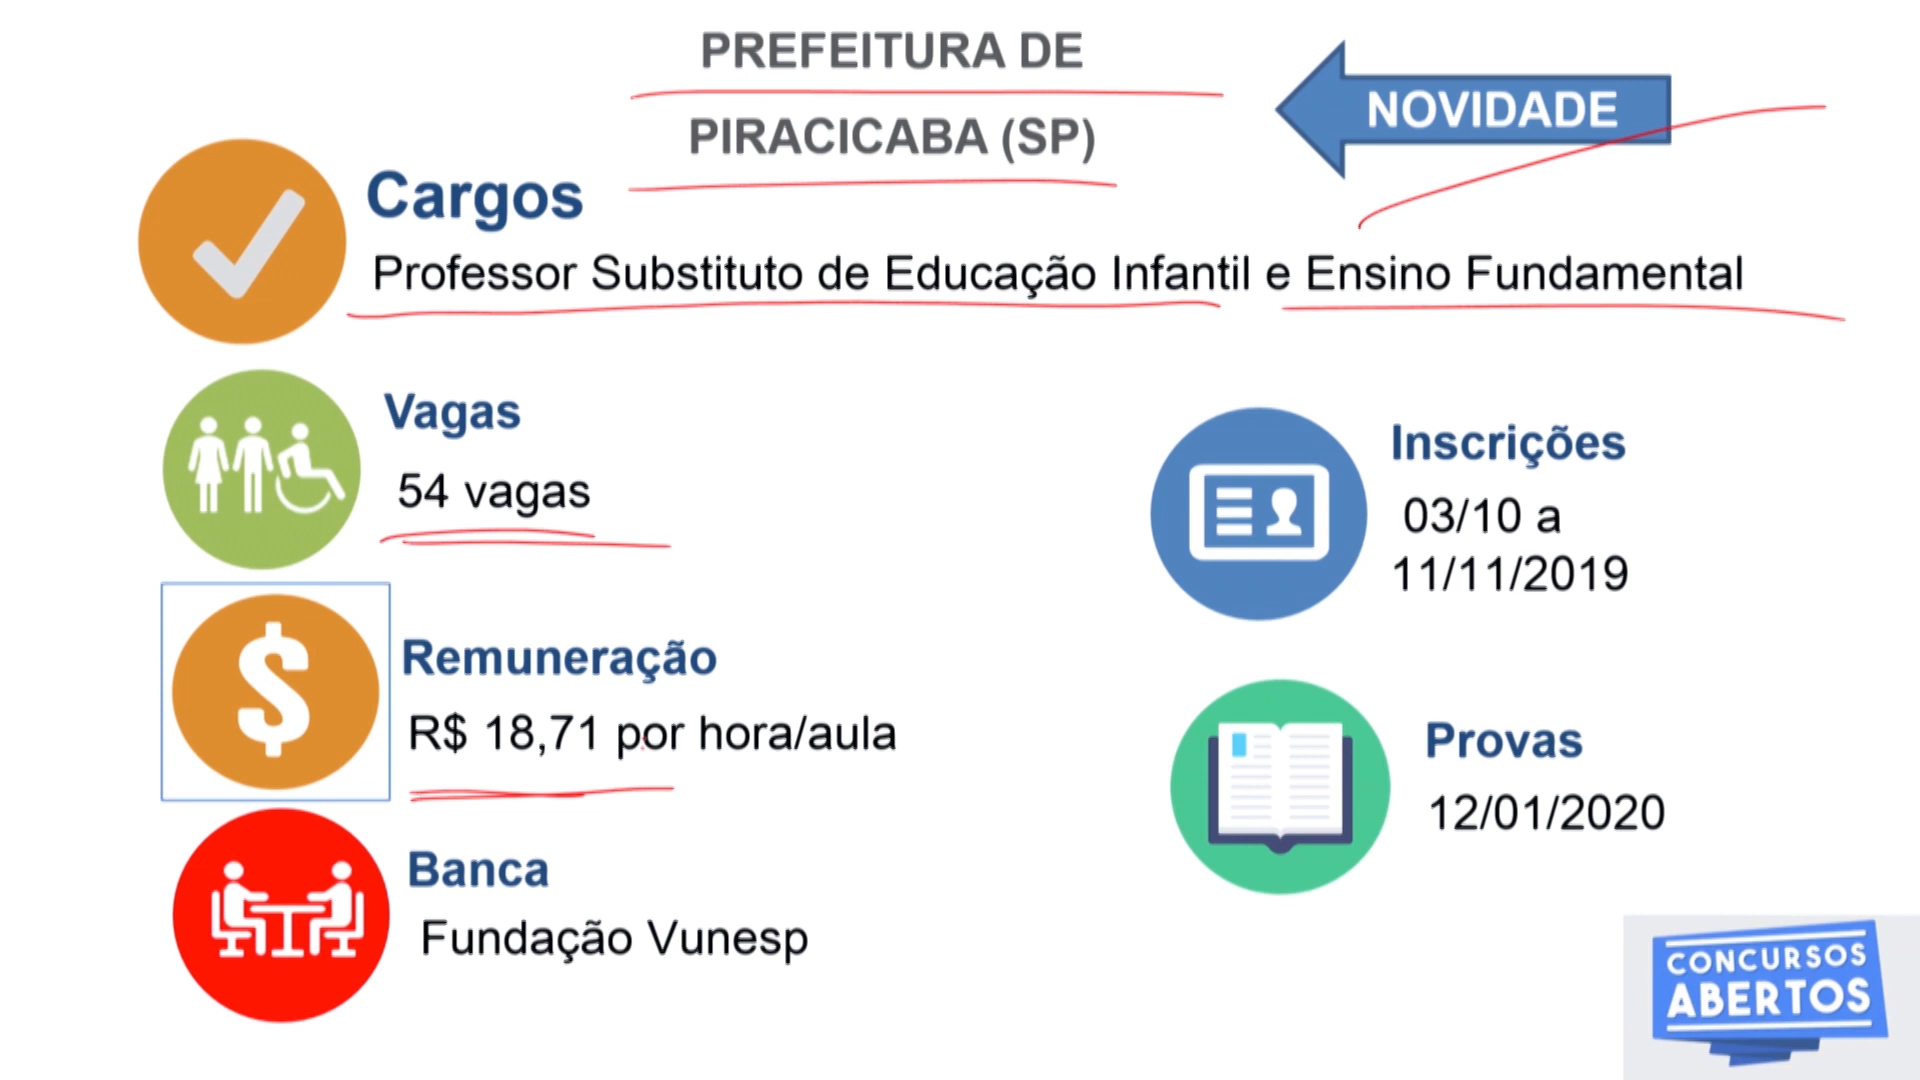 PREFEITURA DE
PIRACICABA (SP)
NOVIDADE
Cargos
Professor Substituto de Educação Infantil e Ensino Fundamental
Vagas
54 vagas
Remuneração
R$ 18,71 por hora/aula
Banca
Fundação Vunesp
Inscrições
03/10 a
11/11/2019
Provas
12/01/2020
CONCURSOS
ABERTOS